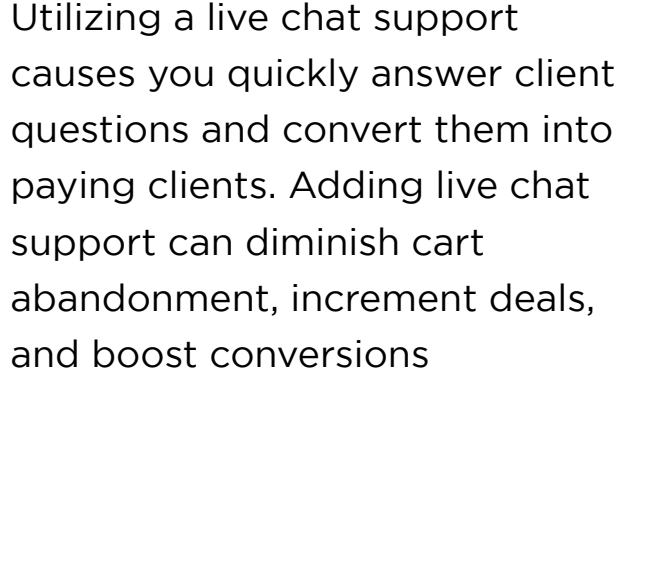 Utilizing a live chat support
causes you quickly answer client
questions and convert them into
paying clients. Adding live chat
support can diminish cart
abandonment, increment deals,
and boost conversions